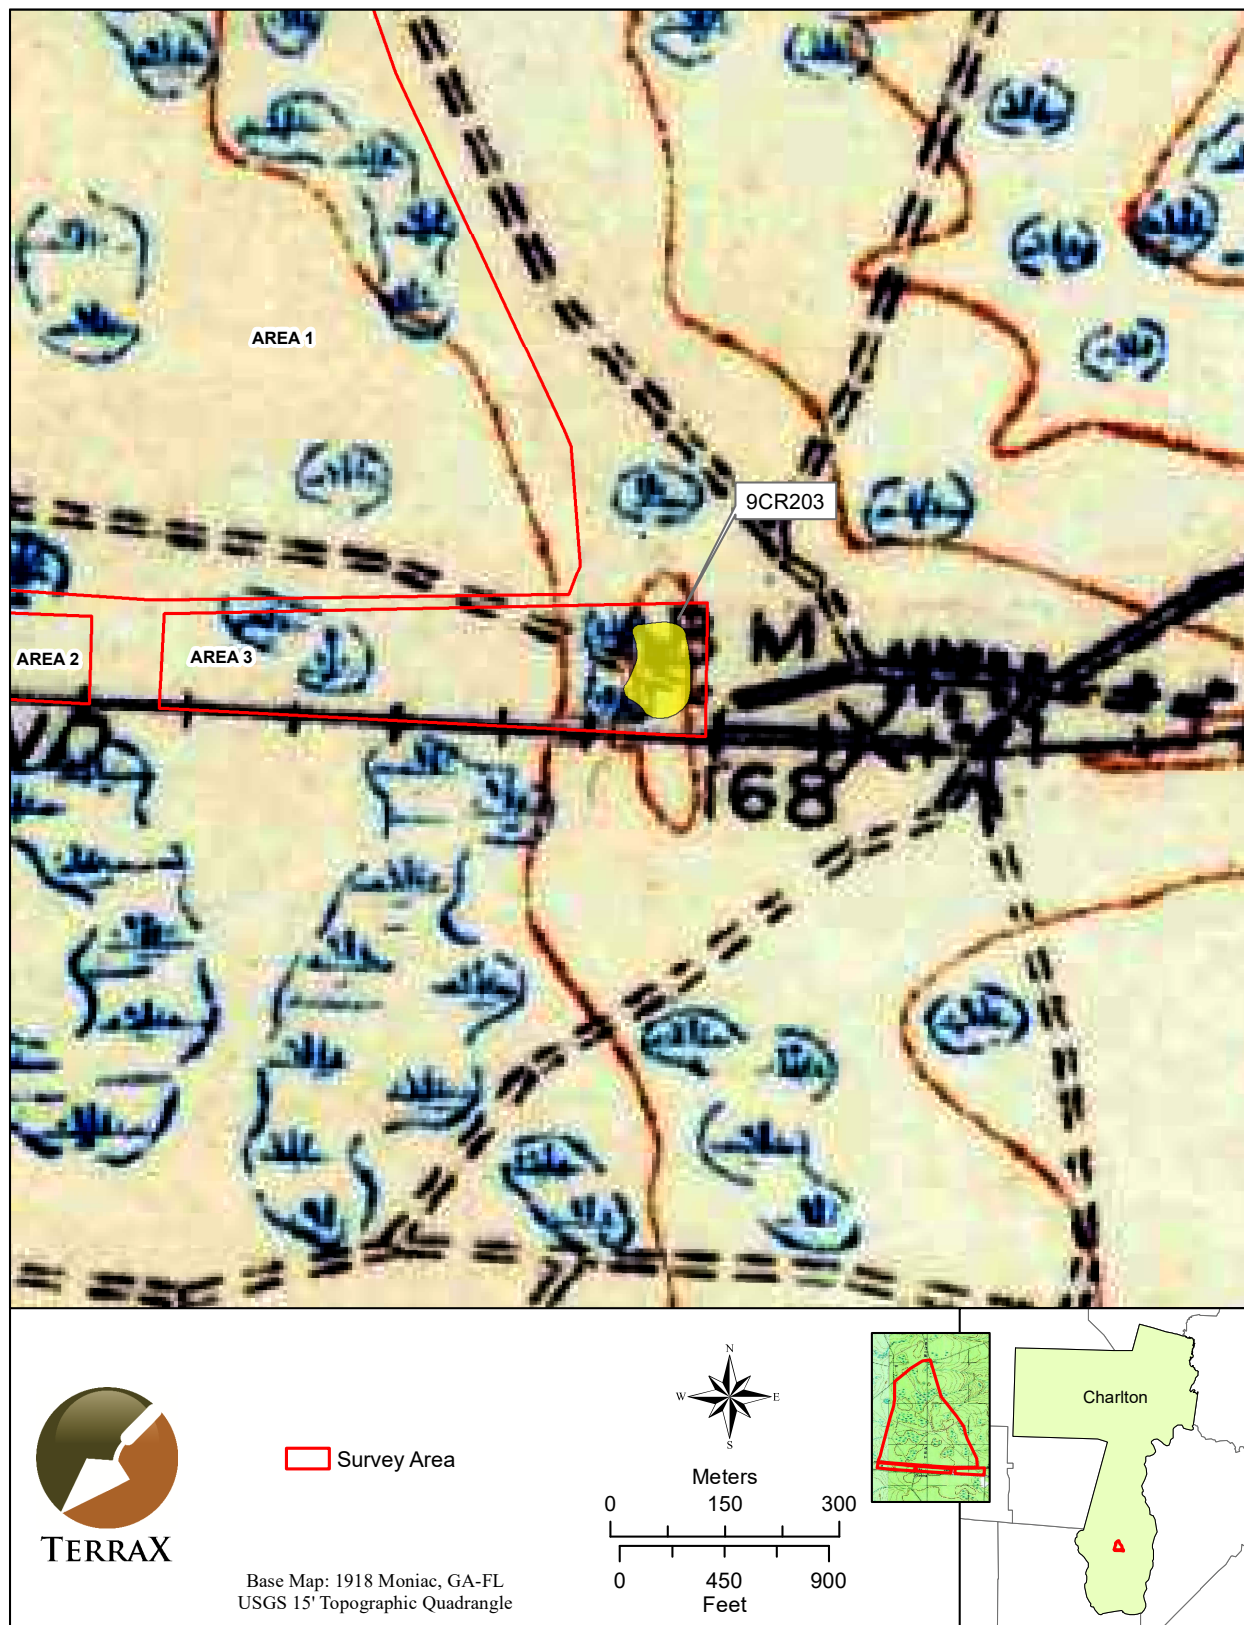 AREA 1
9CR203
M
AREA 2
AREA 3
168
Survey Area
N
W
E
S
Meters
0 150 300
0 450 900
Feet
Charlton
TERRAX
Base Map: 1918 Moniac, GA-FL
USGS 15' Topographic Quadrangle